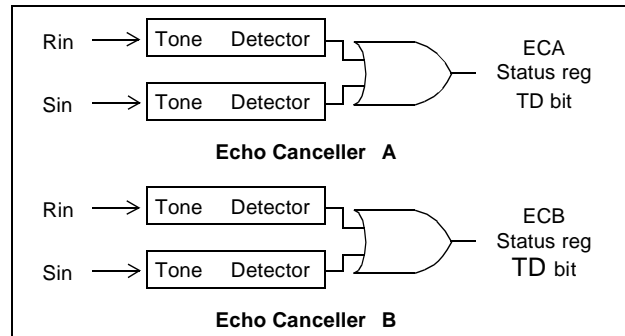 Rin
Tone Detector
Sin
Tone Detector
ECA
Status reg
TD bit
Echo Canceller A
Rin
Tone Detector
Sin
Tone Detector
ECB
Status reg
TD bit
Echo Canceller B